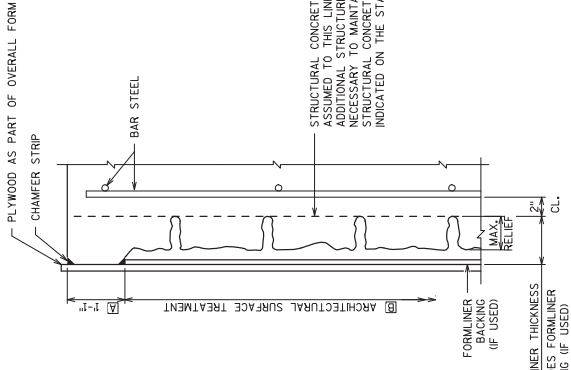 PLYWOOD AS PART OF OVERALL FORM
CHAMFER STRIP
BAR STEEL
STRUCTURAL CONCRET
ASSUMED TO THIS LIN
ADDITIONAL STRUCTURE
NECESSARY TO MAINTA
STRUCTURAL CONCRET
INDICATED ON THE STA
A 1'-1"
B ARCHITECTURAL SURFACE TREATMENT
MAX.
RELIEF
2"
CL.
FORMLINER
BACKING
(IF USED)
NER THICKNESS
ES FORMLINER
G (IF USED)